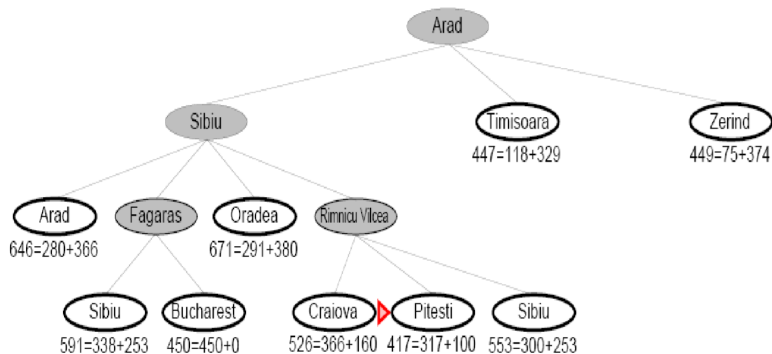 Arad
Sibiu
Timisoara
Zerind
447=118+329
449=75+374
Arad
Fagaras
Oradea
Rimnicu Vilcea
646=280+366
671=291+380
Sibiu
Bucharest
Craiova
Pitesti
Sibiu
591=338+253
450=450+0
526=366+160
417=317+100
553=300+253